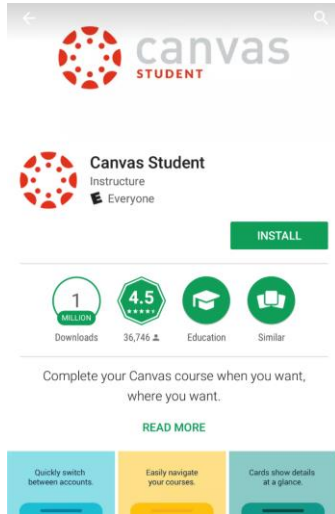 canvas
STUDENT
Canvas Student
Instructure
E Everyone
INSTALL
1
MILLION
4.5
Downloads
36,746
Education
Similar
Complete your Canvas course when you want,
where you want.
READ MORE
Quickly switch
between accounts.
Easily navigate
your courses.
Cards show details
at a glance.